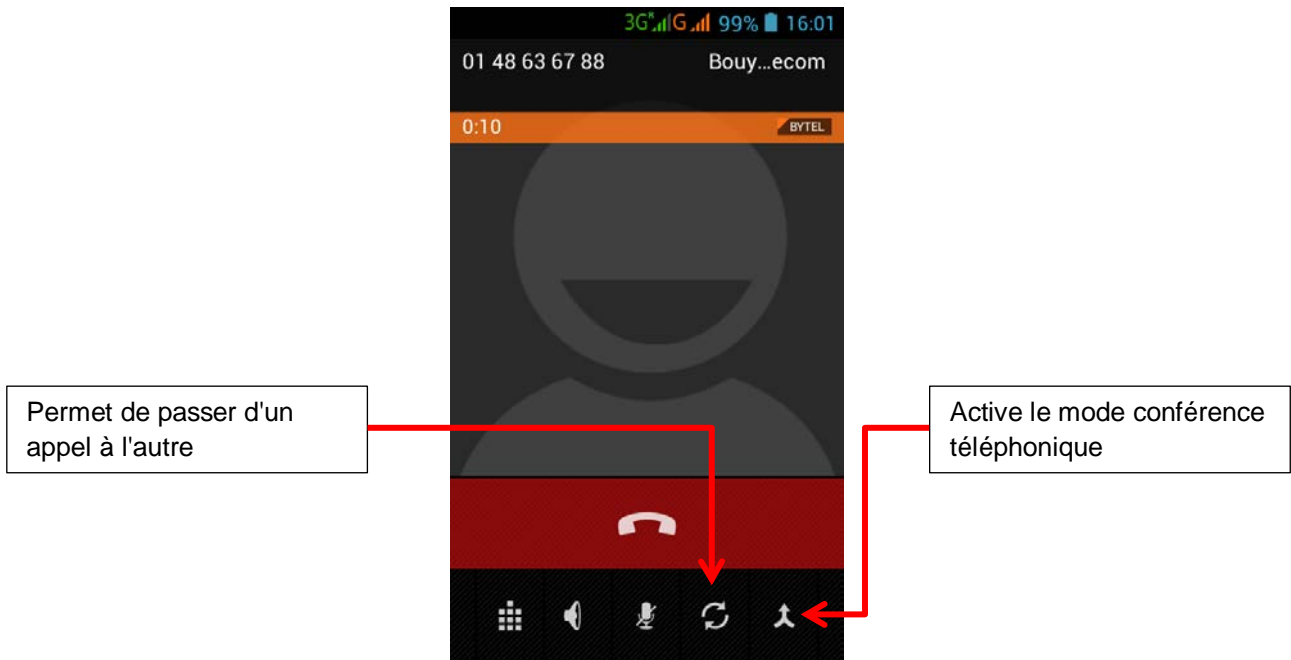 3G G 99% 16:01
01 48 63 67 88 Bouy...ecom
0:10 BYTEL
Permet de passer d'un
appel à l'autre
Active le mode conférence
téléphonique